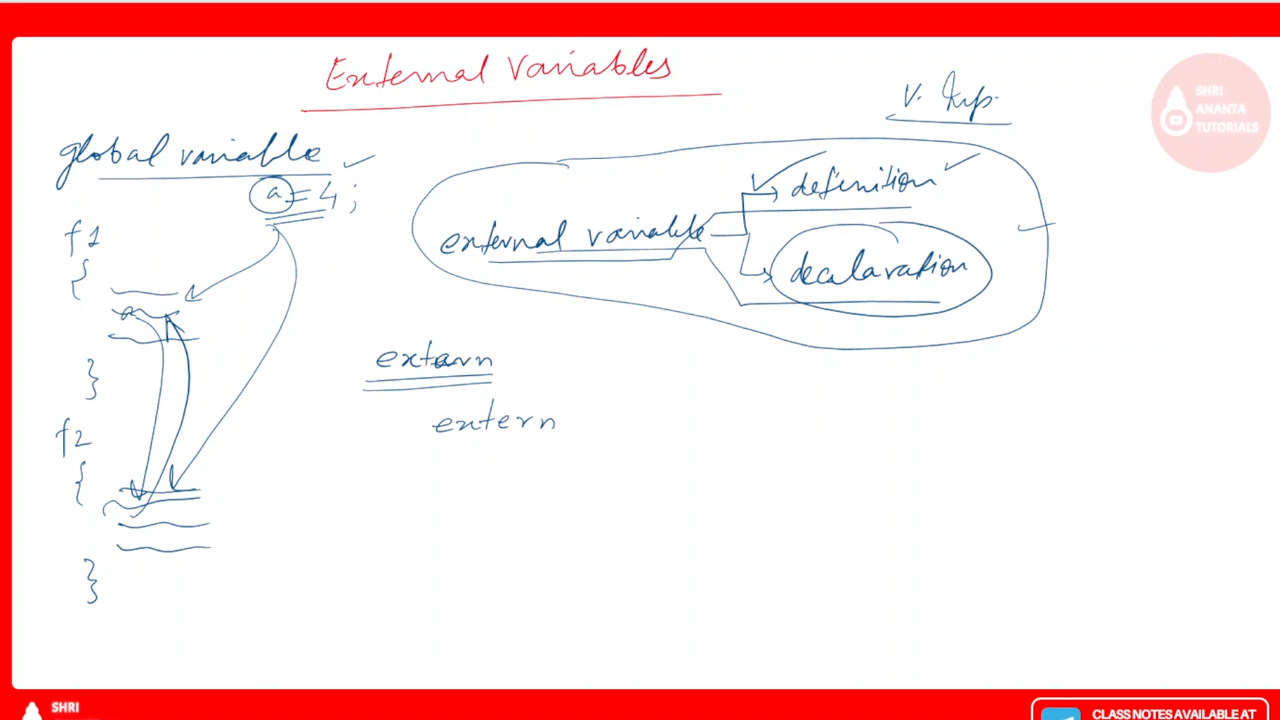 External Variables
V. Imp.
SHRI
ANANTA
TUTORIALS
global variable
a = 4;
f1
{
a
}
f2
{
}
external variable
definition
decalaration
extarn
extern
SHRI
CLASS NOTES AVAILABLE AT